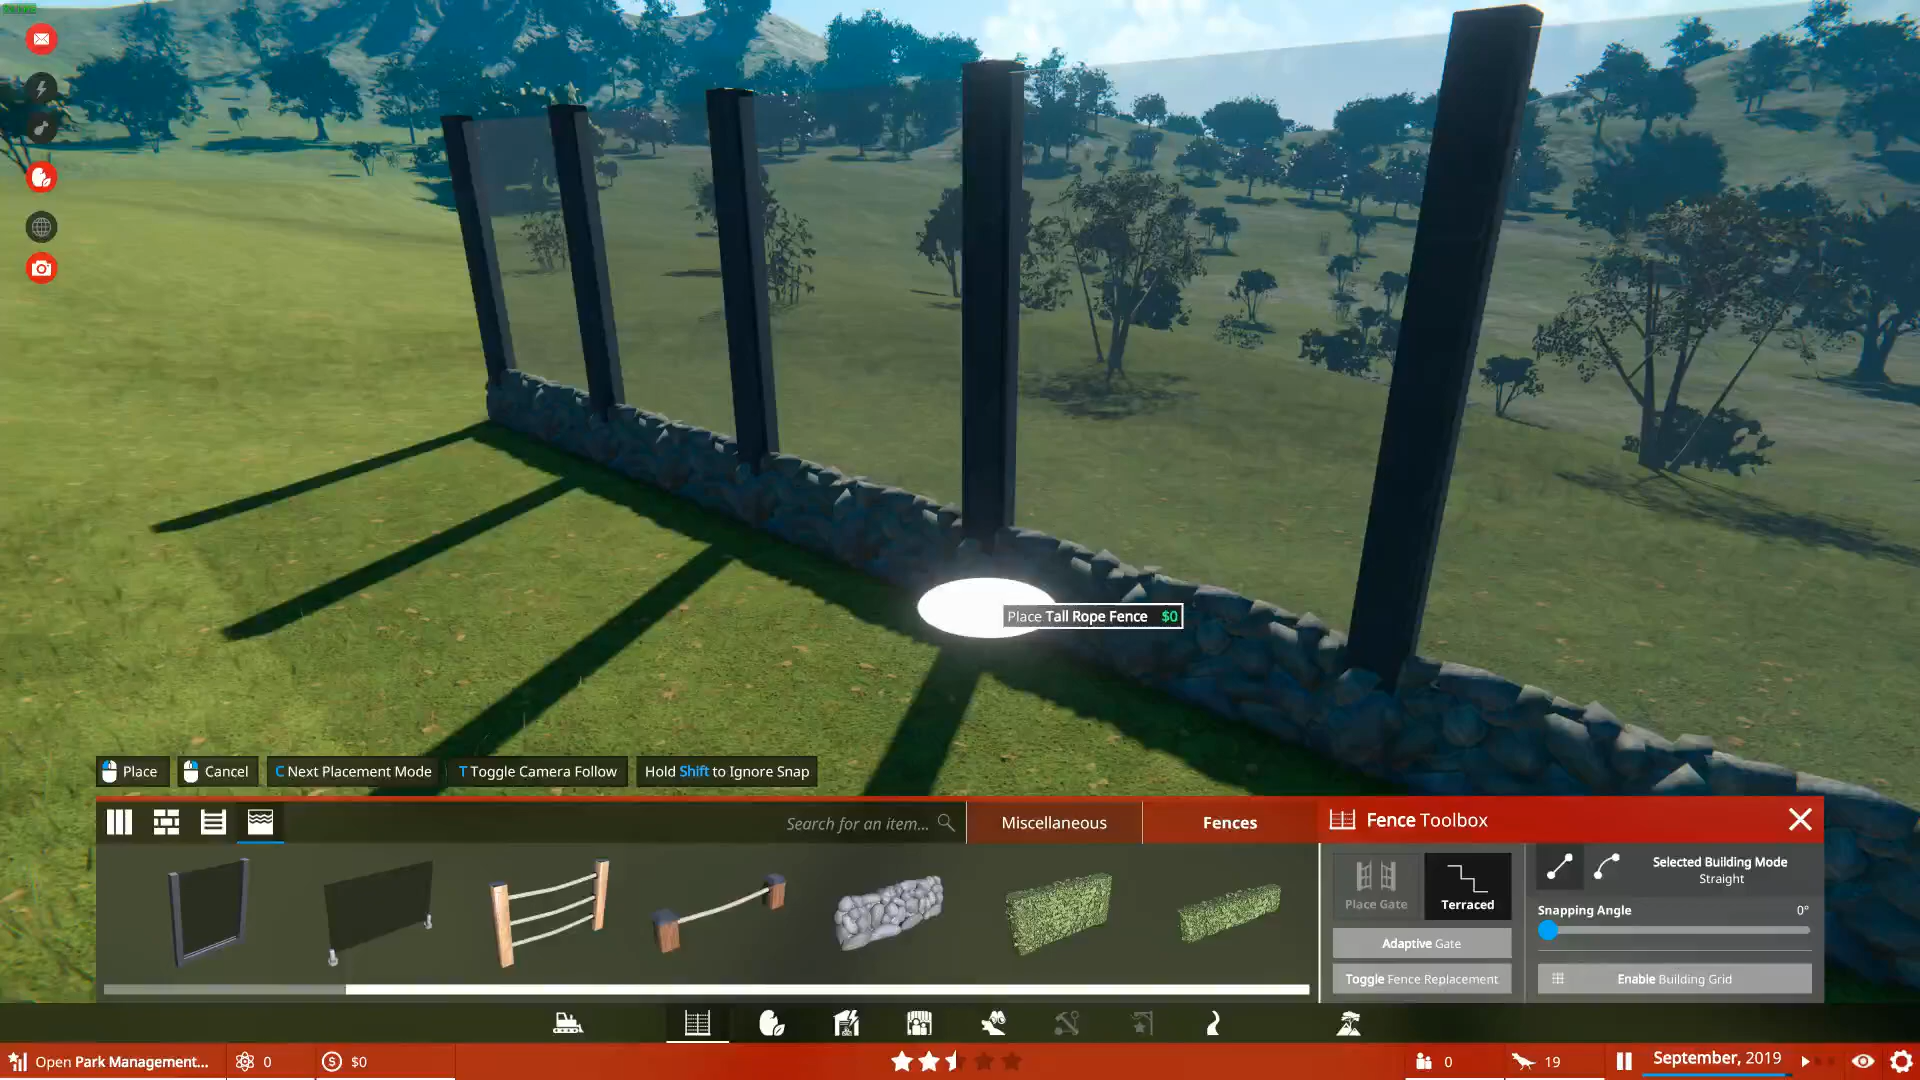 Place Tall Rope Fence $0
Place
Cancel
C Next Placement Mode
T Toggle Camera Follow
Hold Shift to Ignore Snap
Search for an item...
Miscellaneous
Fences
Fence Toolbox
Place Gate
Terraced
Selected Building Mode
Straight
Snapping Angle 0°
Adaptive Gate
Toggle Fence Replacement
Enable Building Grid
Open Park Management...
0
$0
0
19
September, 2019